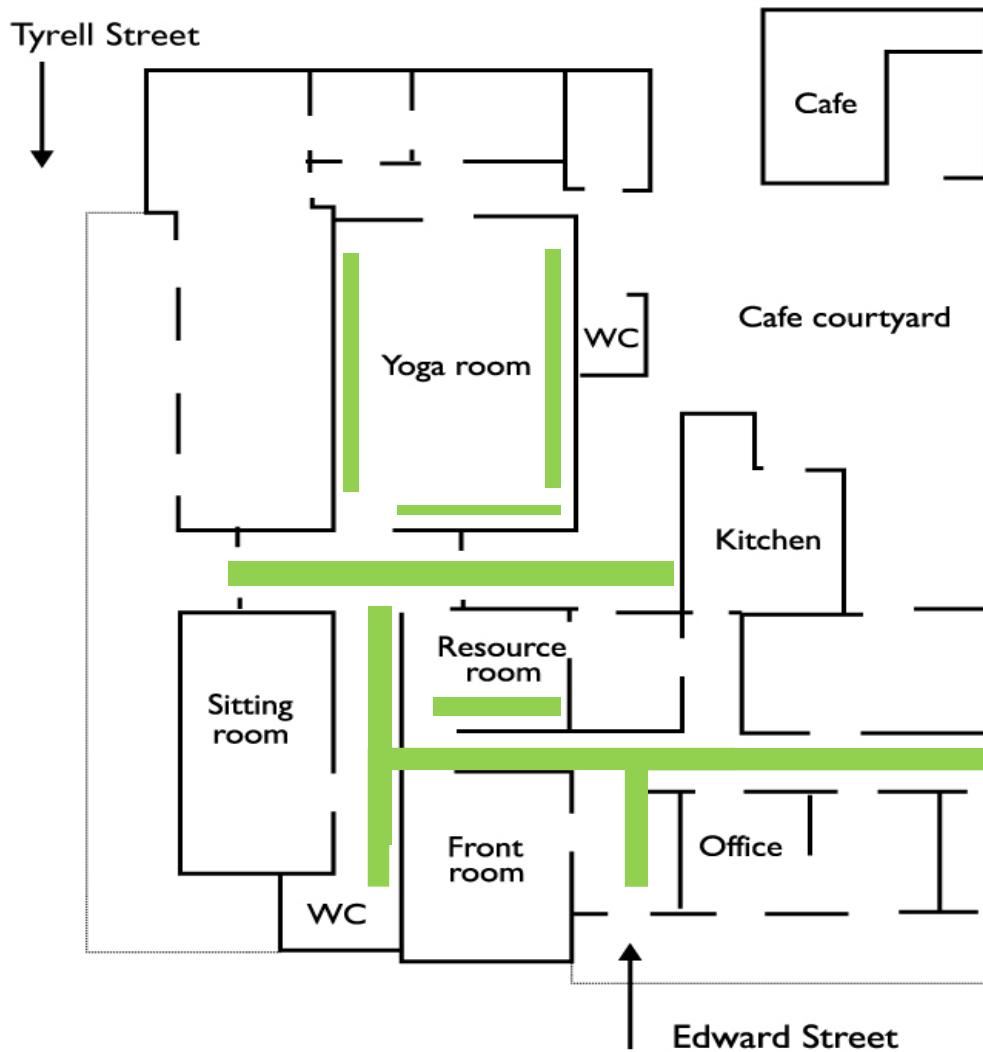 Tyrell Street
Cafe
Cafe courtyard
WC
Yoga room
Kitchen
Resource
room
Sitting
room
Front
room
Office
WC
Edward Street